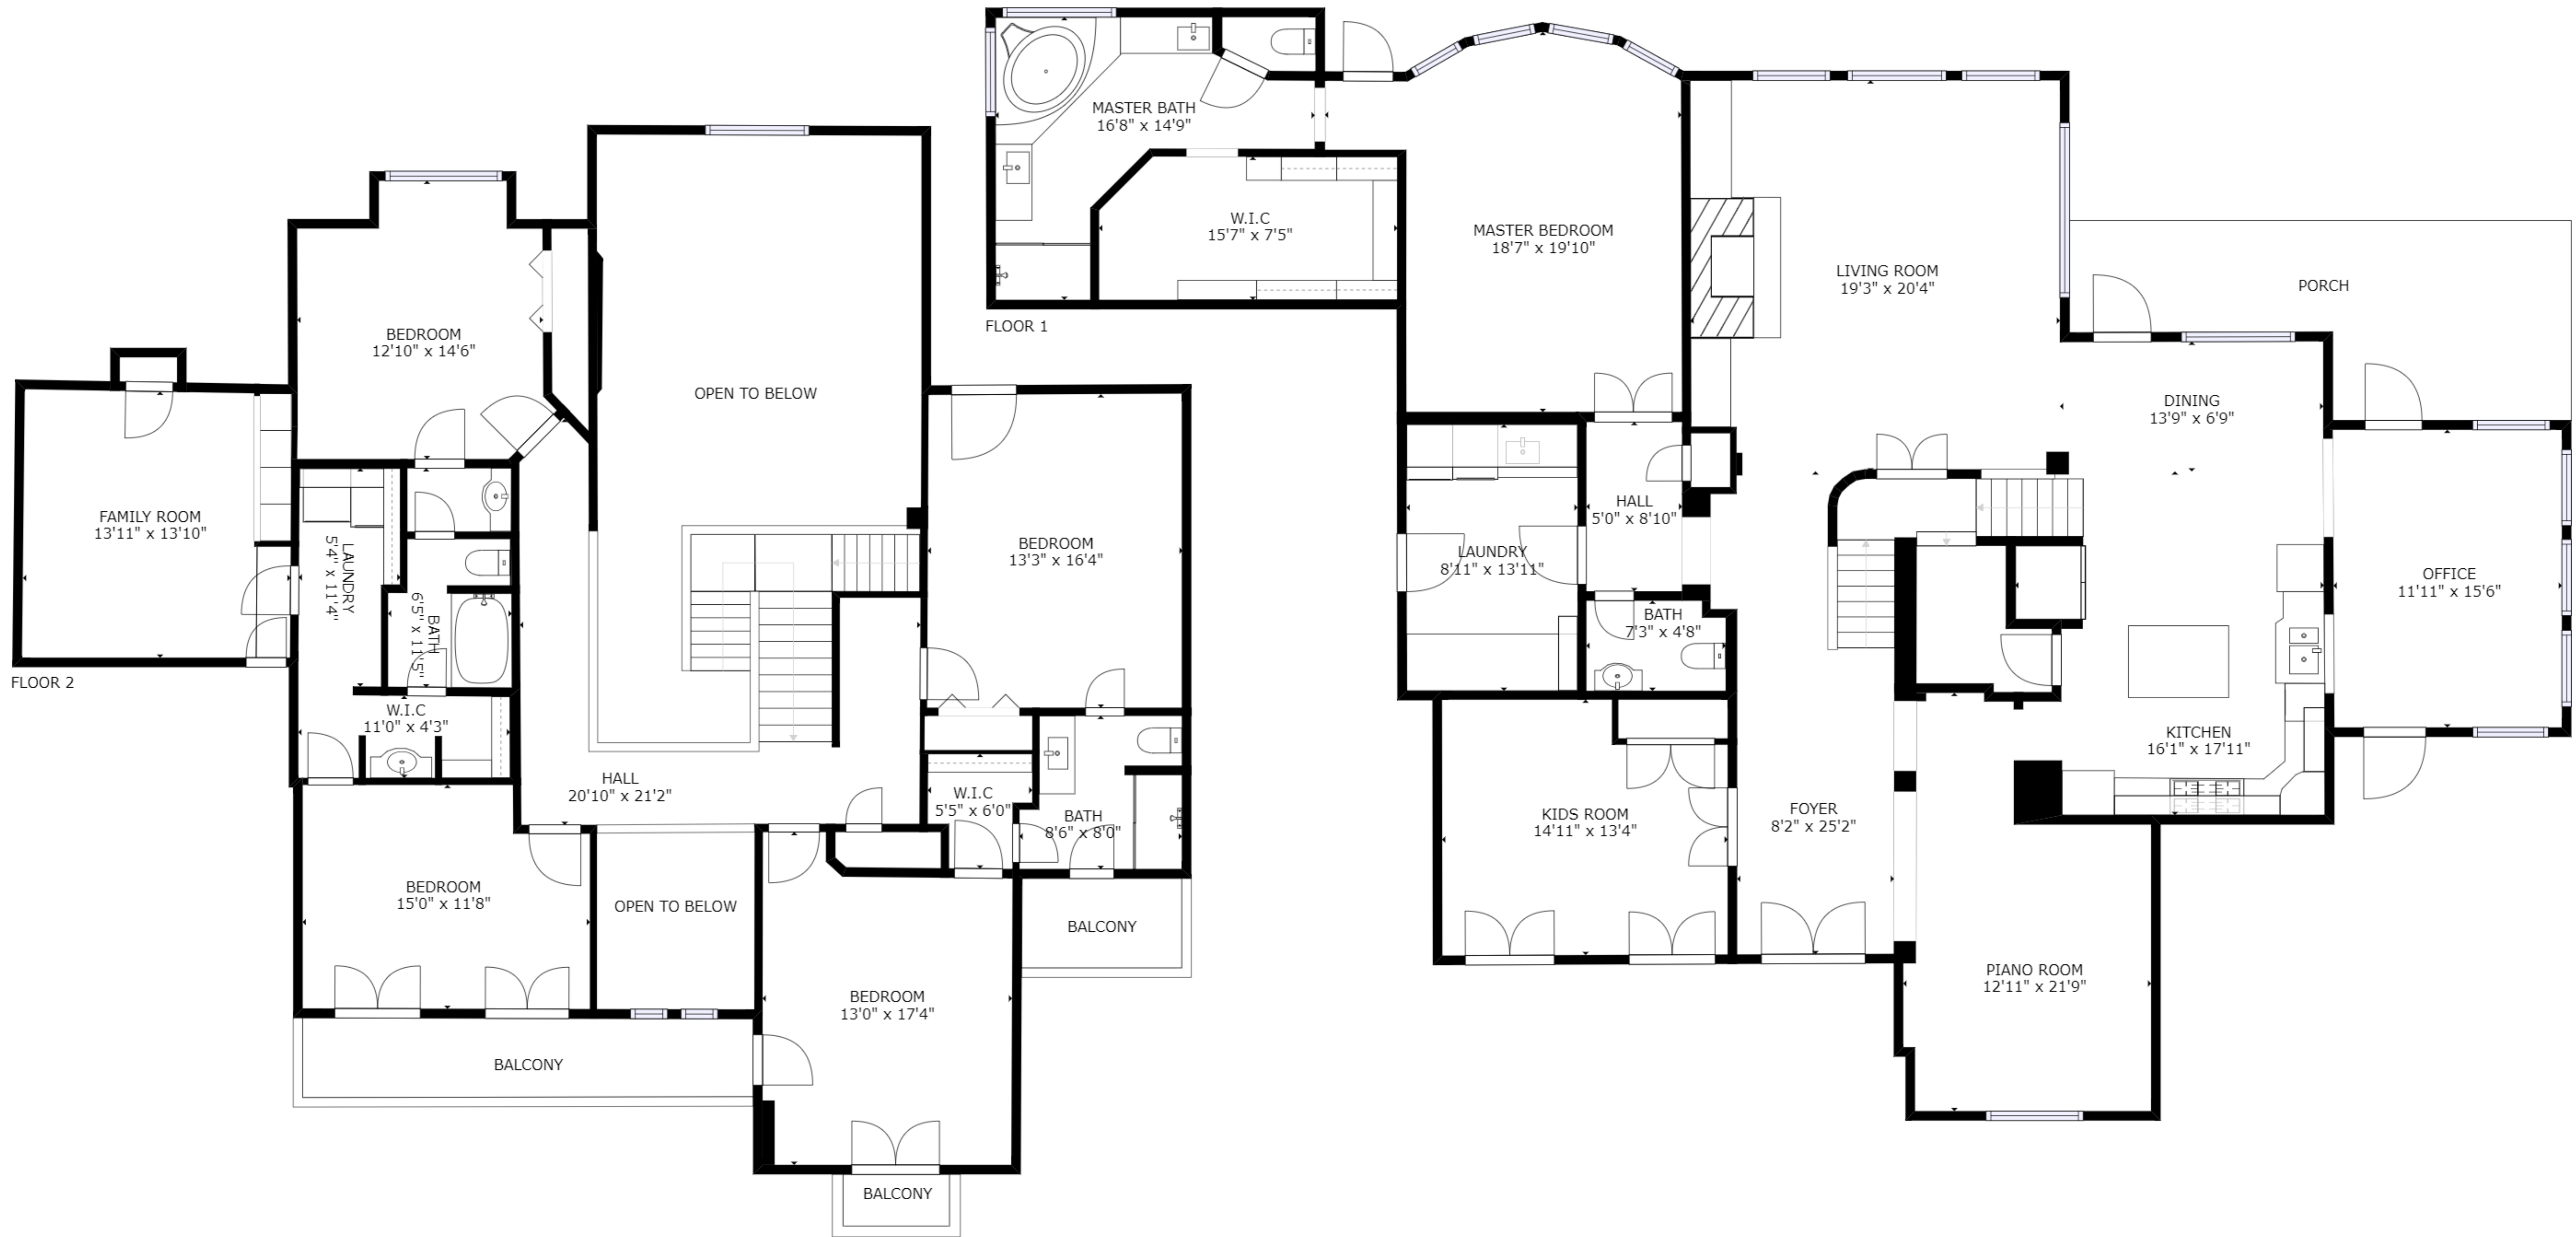 BEDROOM
12'10" x 14'6"
FAMILY ROOM
13'11" x 13'10"
LAUNDRY
5'4" x 11'4"
BATH
6'5" x 11'5"
FLOOR 2
W.I.C
11'0" x 4'3"
OPEN TO BELOW
BEDROOM
13'3" x 16'4"
HALL
20'10" x 21'2"
W.I.C
5'5" x 6'0"
BATH
8'6" x 8'0"
BEDROOM
15'0" x 11'8"
OPEN TO BELOW
BALCONY
BEDROOM
13'0" x 17'4"
BALCONY
BALCONY
MASTER BATH
16'8" x 14'9"
W.I.C
15'7" x 7'5"
FLOOR 1
MASTER BEDROOM
18'7" x 19'10"
LIVING ROOM
19'3" x 20'4"
PORCH
DINING
13'9" x 6'9"
HALL
5'0" x 8'10"
LAUNDRY
8'11" x 13'11"
BATH
7'3" x 4'8"
OFFICE
11'11" x 15'6"
KITCHEN
16'1" x 17'11"
KIDS ROOM
14'11" x 13'4"
FOYER
8'2" x 25'2"
PIANO ROOM
12'11" x 21'9"